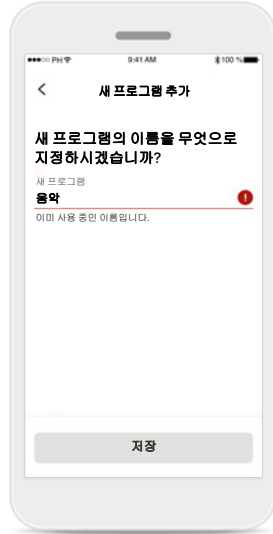 PH 9:41 AM 100 %
새 프로그램 추가
새 프로그램의 이름을 무엇으로
지정하시겠습니까?
새 프로그램
음악
이미 사용 중인 이름입니다.
저장